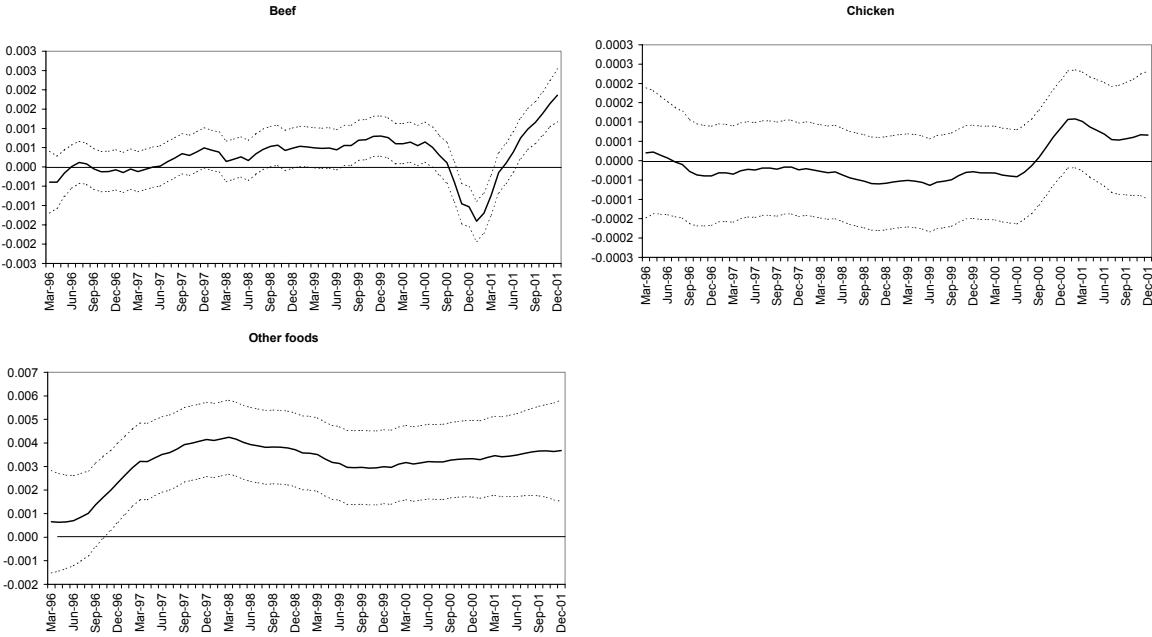 Beef
0.003
0.003
0.002
0.002
0.001
0.001
0.000
-0.001
-0.001
-0.002
-0.002
-0.003
Mar-96
Jun-96
Sep-96
Dec-96
Mar-97
Jun-97
Sep-97
Dec-97
Mar-98
Jun-98
Sep-98
Dec-98
Mar-99
Jun-99
Sep-99
Dec-99
Mar-00
Jun-00
Sep-00
Dec-00
Mar-01
Jun-01
Sep-01
Dec-01
Chicken
0.0003
0.0003
0.0002
0.0002
0.0001
0.0001
0.0000
-0.0001
-0.0001
-0.0002
-0.0002
-0.0003
Mar-96
Jun-96
Sep-96
Dec-96
Mar-97
Jun-97
Sep-97
Dec-97
Mar-98
Jun-98
Sep-98
Dec-98
Mar-99
Jun-99
Sep-99
Dec-99
Mar-00
Jun-00
Sep-00
Dec-00
Mar-01
Jun-01
Sep-01
Dec-01
Other foods
0.007
0.006
0.005
0.004
0.003
0.002
0.001
0.000
-0.001
-0.002
Mar-96
Jun-96
Sep-96
Dec-96
Mar-97
Jun-97
Sep-97
Dec-97
Mar-98
Jun-98
Sep-98
Dec-98
Mar-99
Jun-99
Sep-99
Dec-99
Mar-00
Jun-00
Sep-00
Dec-00
Mar-01
Jun-01
Sep-01
Dec-01